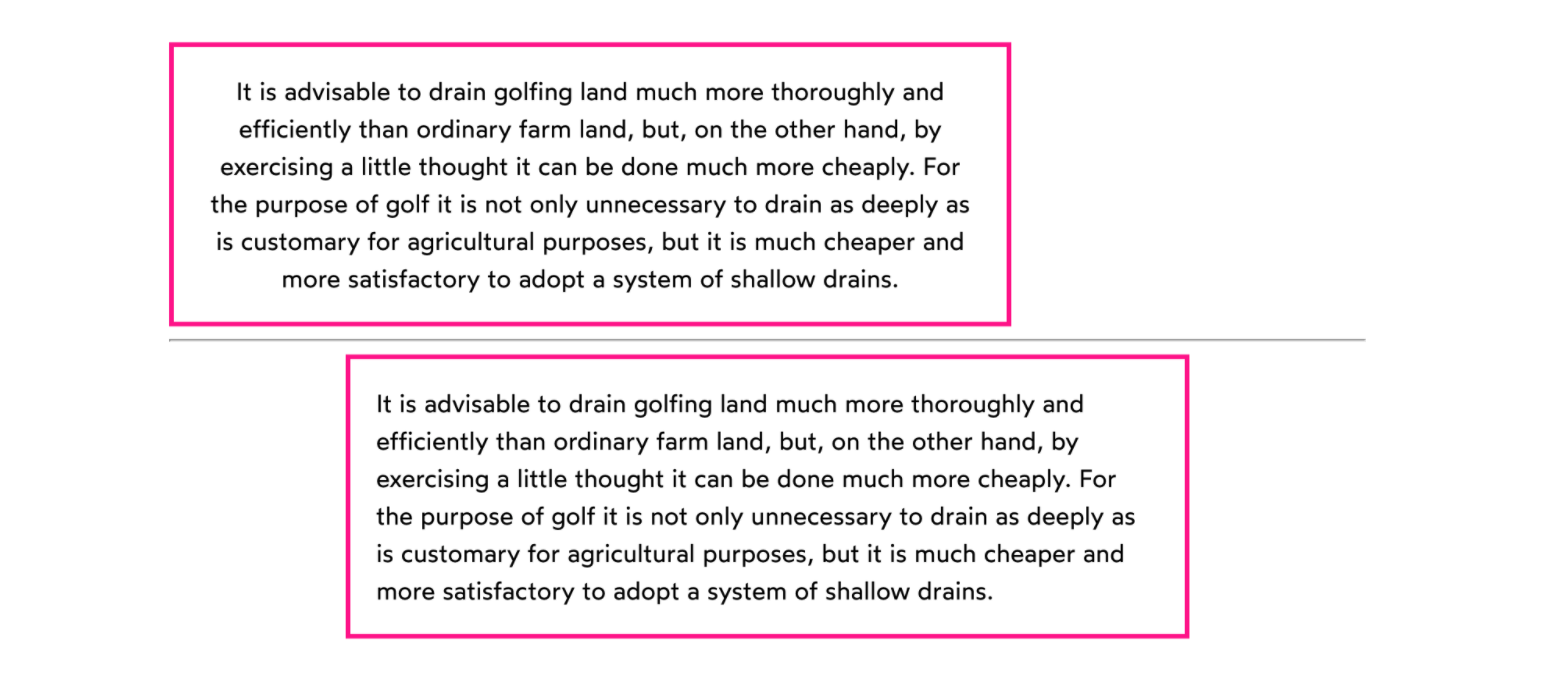 It is advisable to drain golfing land much more thoroughly and
efficiently than ordinary farm land, but, on the other hand, by
exercising a little thought it can be done much more cheaply. For
the purpose of golf it is not only unnecessary to drain as deeply as
is customary for agricultural purposes, but it is much cheaper and
more satisfactory to adopt a system of shallow drains.
It is advisable to drain golfing land much more thoroughly and
efficiently than ordinary farm land, but, on the other hand, by
exercising a little thought it can be done much more cheaply. For
the purpose of golf it is not only unnecessary to drain as deeply as
is customary for agricultural purposes, but it is much cheaper and
more satisfactory to adopt a system of shallow drains.